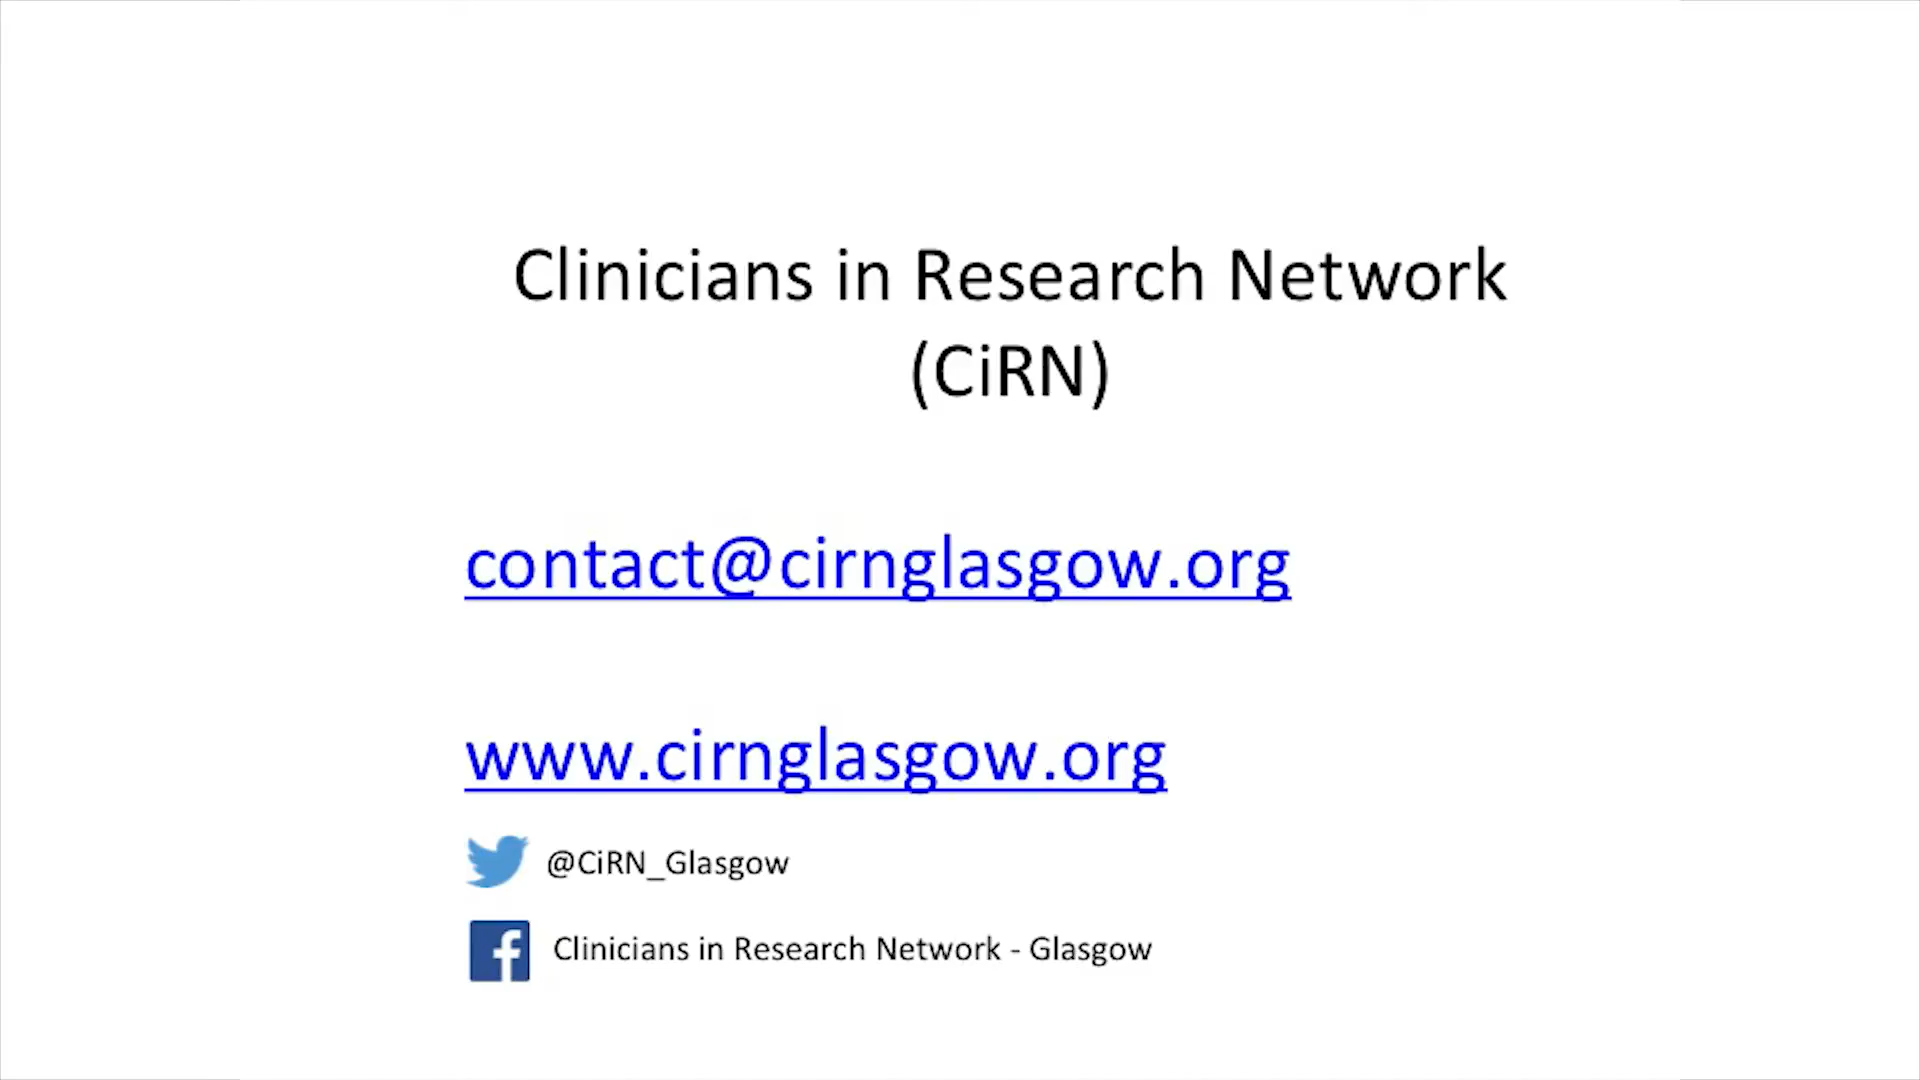 Clinicians in Research Network
(CiRN)
contact@cirnglasgow.org
www.cirnglasgow.org
@CiRN_Glasgow
Clinicians in Research Network - Glasgow